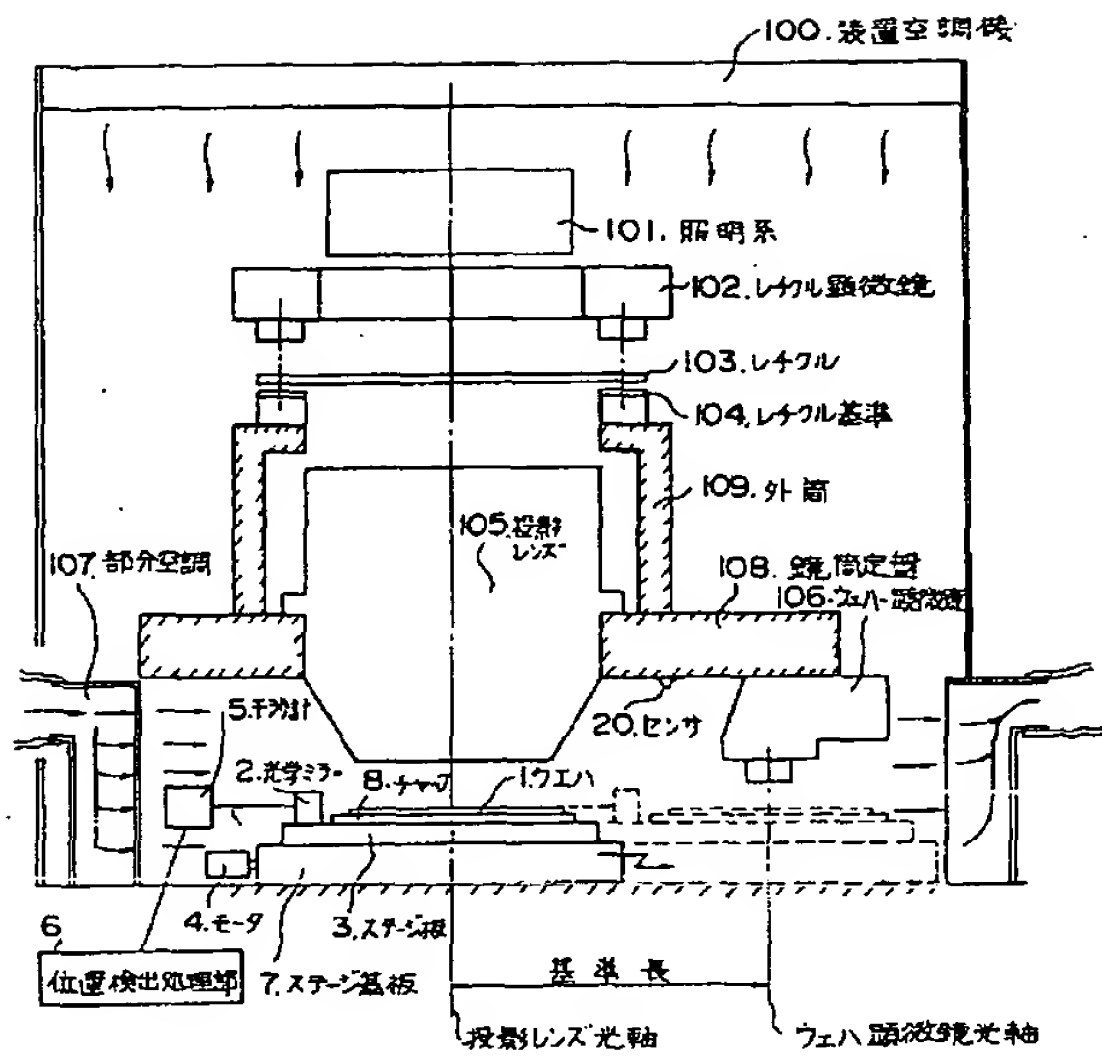 100.装置空調機
101.照明系
102.レチクル顕微鏡
103.レチクル
104.レチクル基準
109.外筒
105.投影
レンズ
107.部分空調
108.鏡筒定盤
106.ウェハー顕微鏡
5.干渉計
20.センサ
2.光学ミラー
8.チャック
1.ウエハ
4.モータ
3.ステージ板
6
位置検出処理部
7.ステージ基板
基準長
投影レンズ光軸
ウェハ顕微鏡光軸